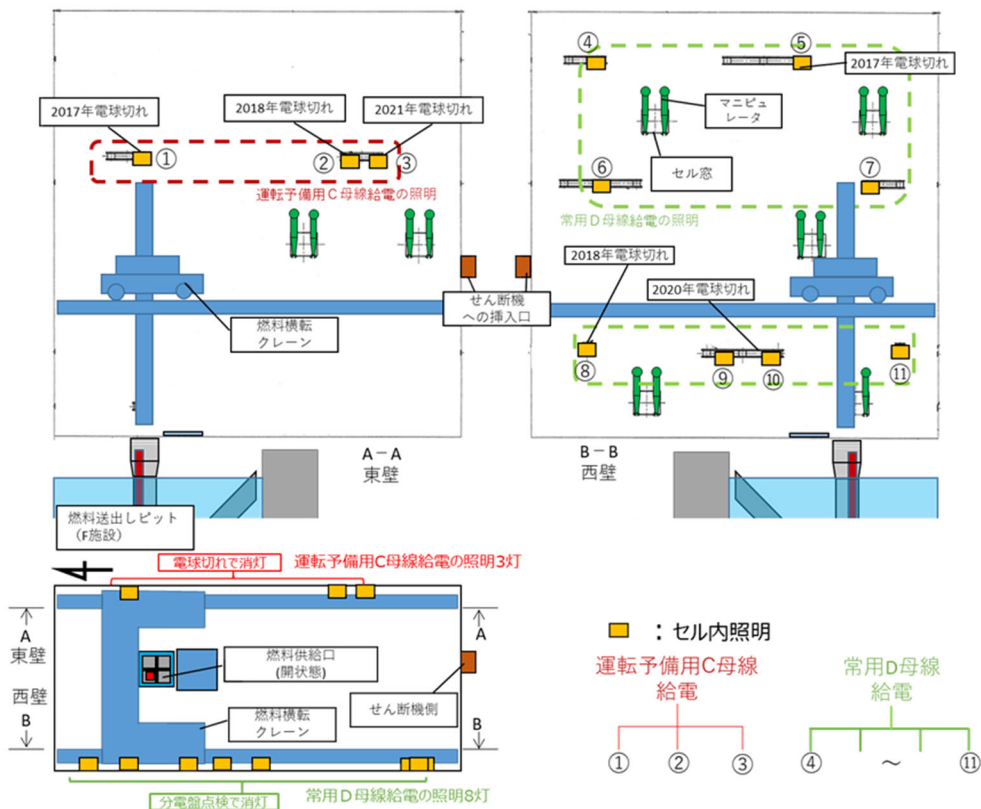 ④
⑤
2017年電球切れ
2017年電球切れ
2018年電球切れ
2021年電球切れ
マニピュ
レータ
①
②
③
セル窓
⑥
⑦
運転予備用C母線給電の照明
常用D母線給電の照明
2018年電球切れ
せん断機
への挿入口
2020年電球切れ
燃料横転
クレーン
⑧
⑨
⑩
⑪
A－A
東壁
B－B
西壁
燃料送出しピット
（F施設）
電球切れで消灯
運転予備用C母線給電の照明3灯
A
東壁
西壁
B
A
B
燃料供給口
(開状態)
燃料横転
クレーン
せん断機側
分電盤点検で消灯
常用D母線給電の照明8灯
：セル内照明
運転予備用C母線
給電
①
②
③
常用D母線
給電
④
～
⑪